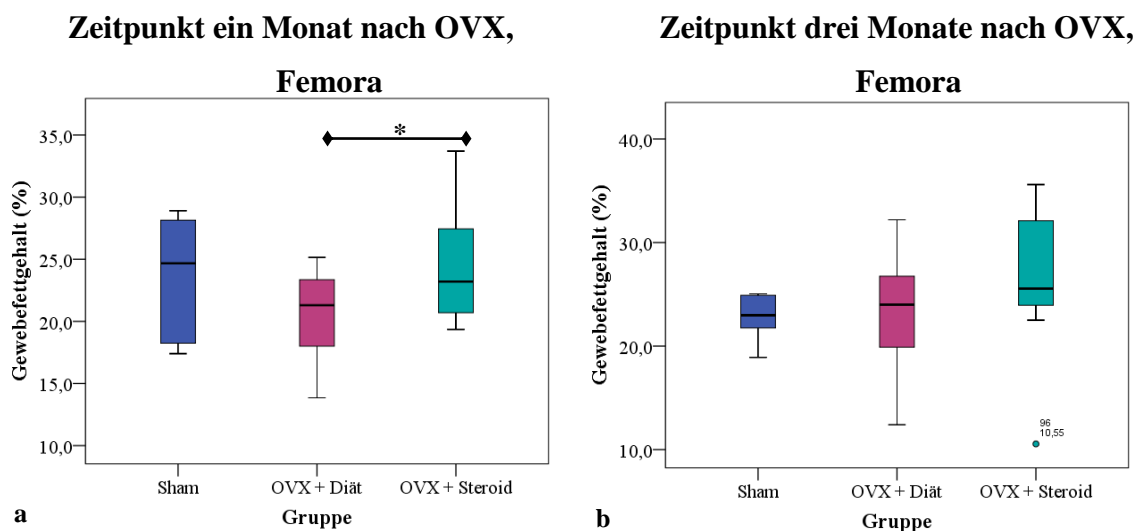 Zeitpunkt ein Monat nach OVX,
Femora
Gewebefettgehalt (%)
35,0
30,0
25,0
20,0
15,0
10,0
*
Sham
OVX + Diät
OVX + Steroid
Gruppe
a
Zeitpunkt drei Monate nach OVX,
Femora
Gewebefettgehalt (%)
40,0
30,0
20,0
10,0
96
10,55
Sham
OVX + Diät
OVX + Steroid
Gruppe
b